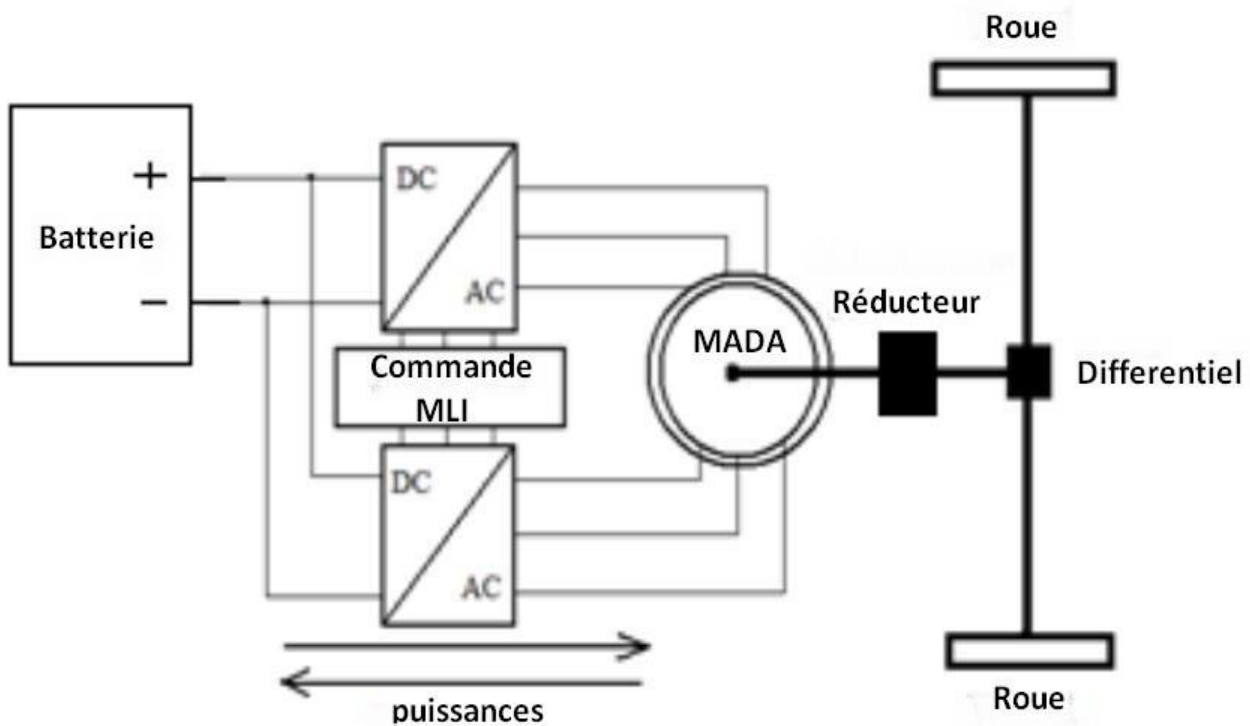 Roue
+
DC
Batterie
−
AC
Réducteur
MADA
Commande
MLI
Differentiel
DC
AC
puissances
Roue